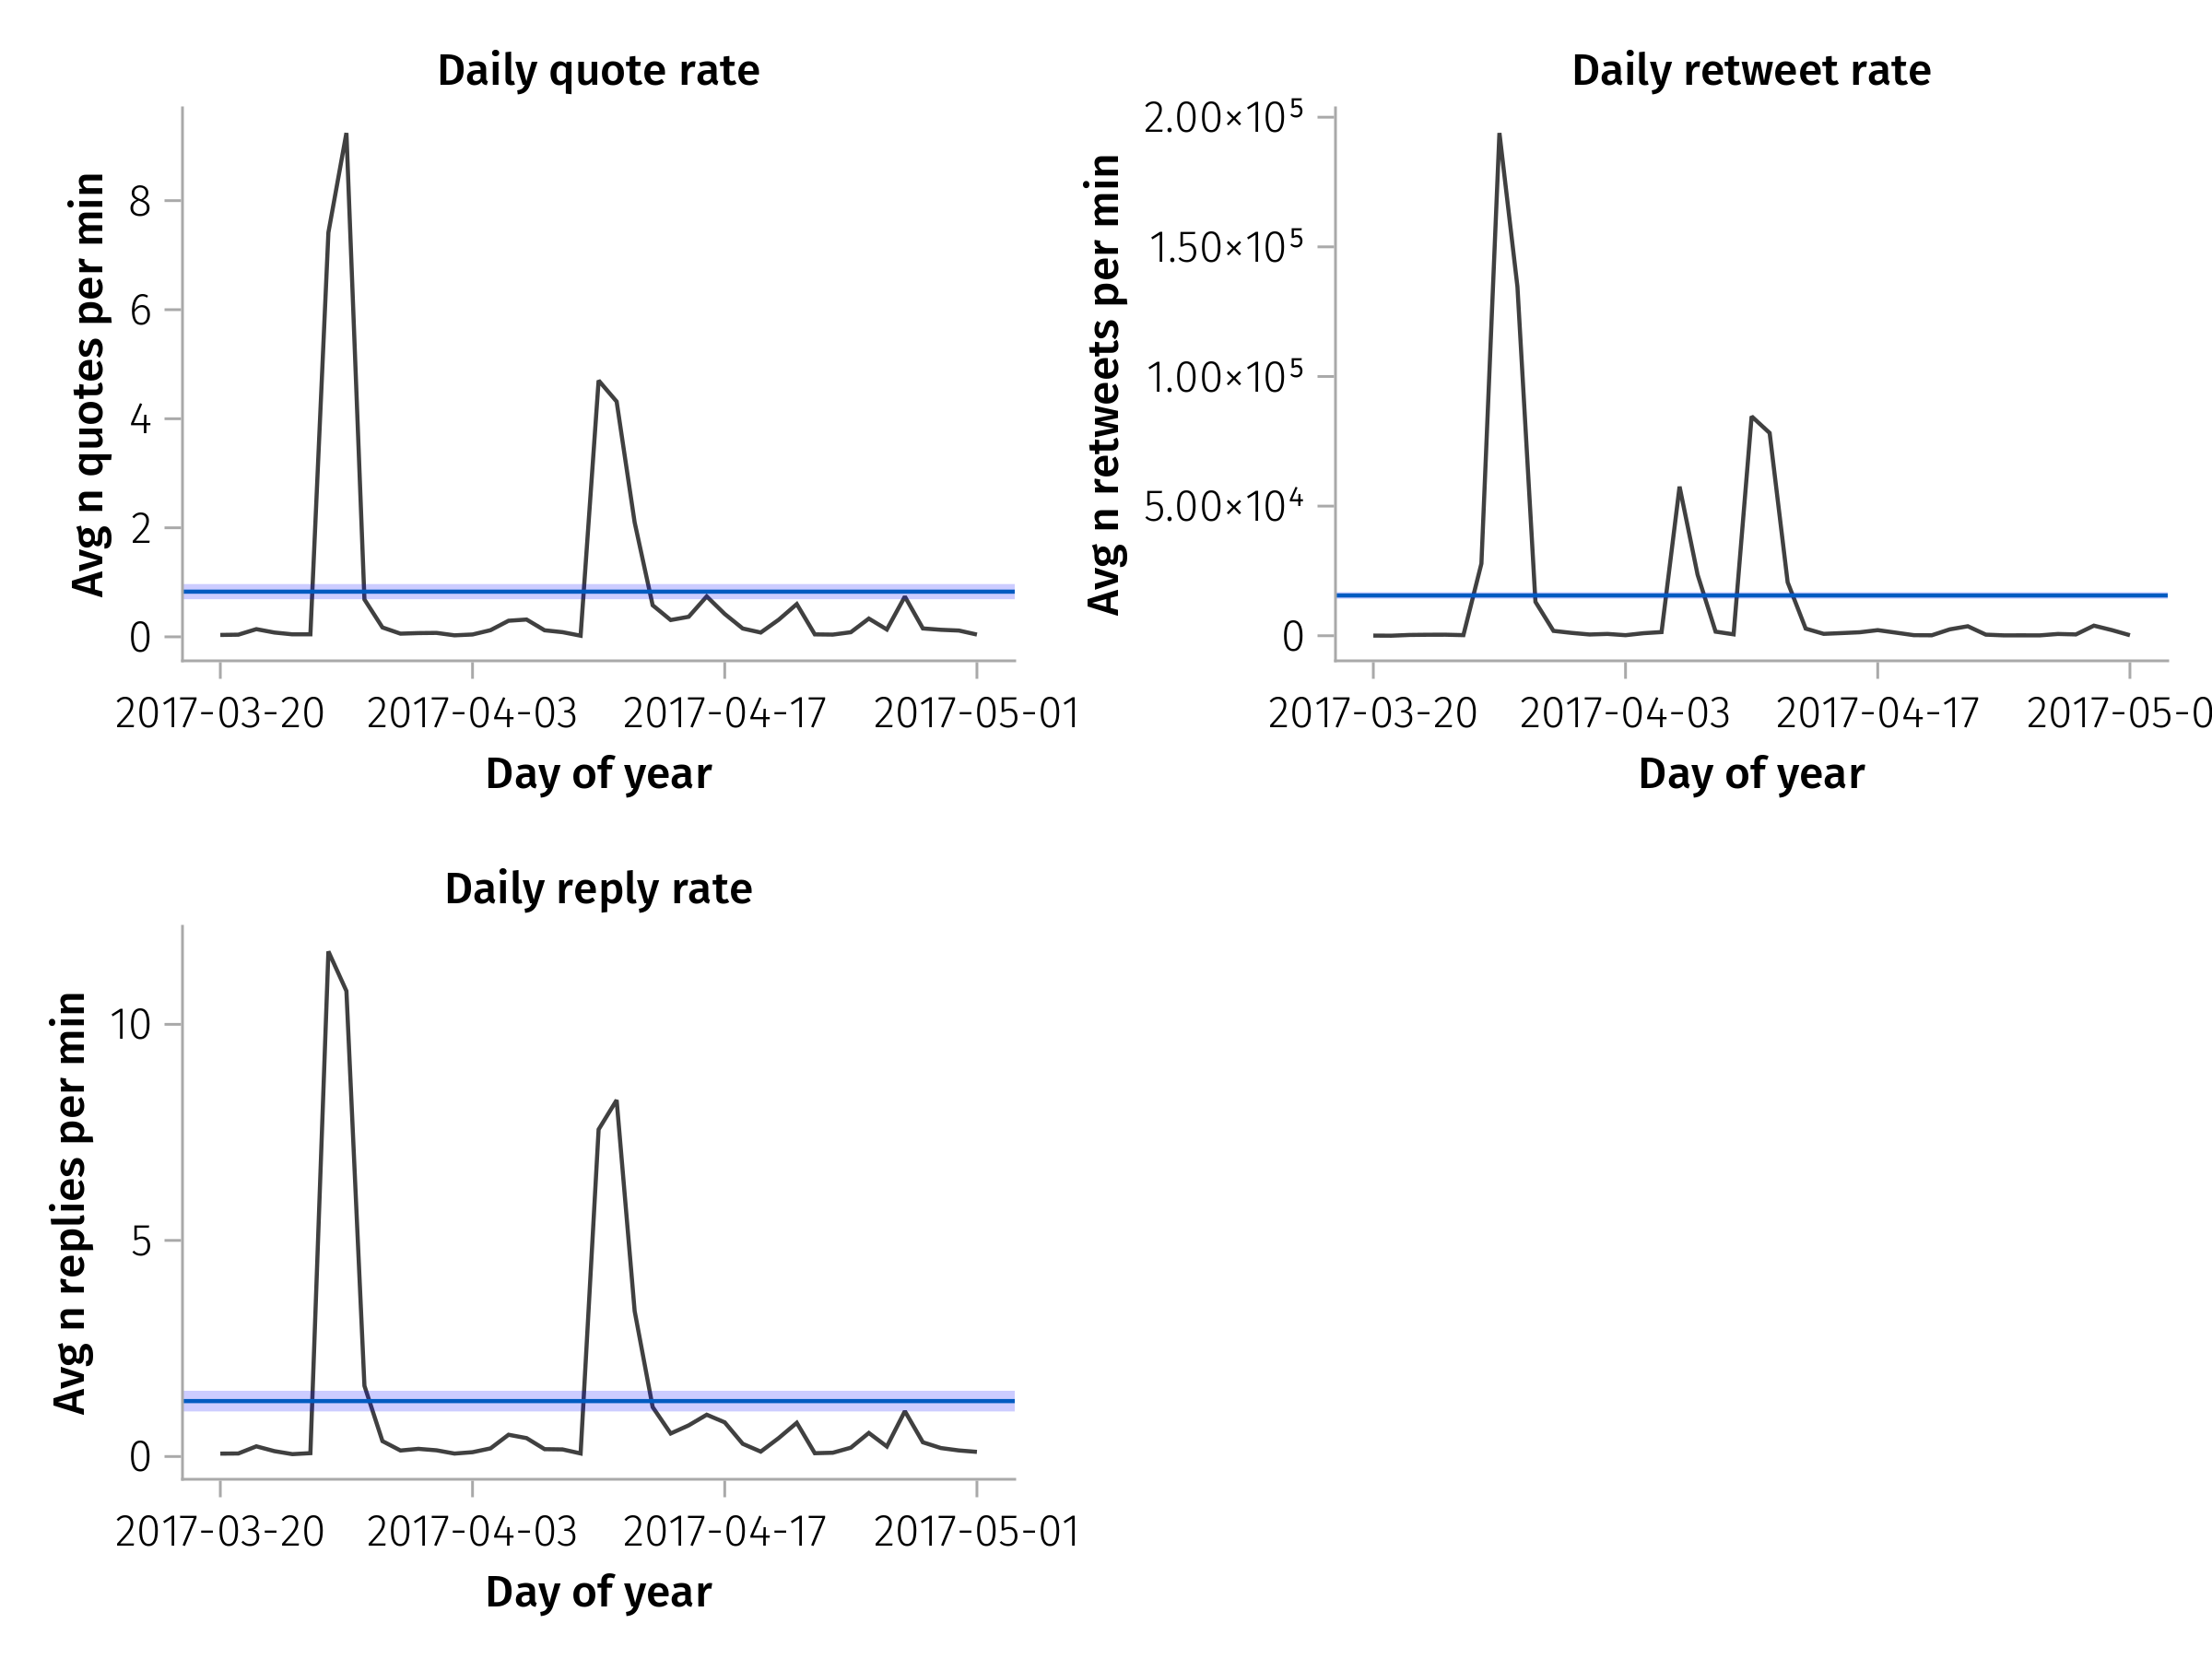 Daily quote rate
Avg n quotes per min
8
6
4
2
0
2017-03-20 2017-04-03 2017-04-17 2017-05-01
Day of year
Daily retweet rate
Avg n retweets per min
2.00×10⁵
1.50×10⁵
1.00×10⁵
5.00×10⁴
0
2017-03-20 2017-04-03 2017-04-17 2017-05-0
Day of year
Daily reply rate
Avg n replies per min
10
5
0
2017-03-20 2017-04-03 2017-04-17 2017-05-01
Day of year